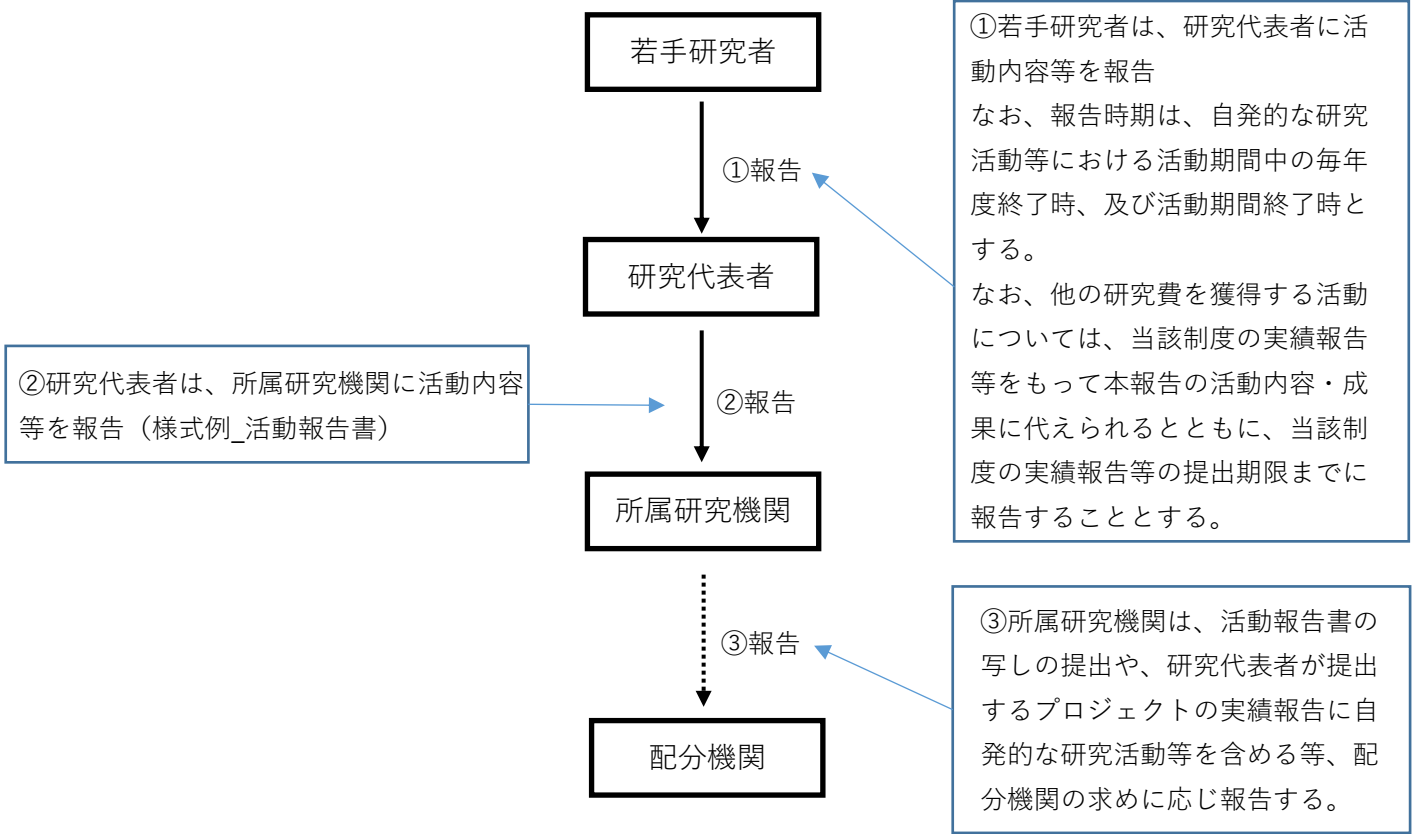 若手研究者
①報告
①若手研究者は、研究代表者に活
動内容等を報告
なお、報告時期は、自発的な研究
活動等における活動期間中の毎年
度終了時、及び活動期間終了時と
する。
なお、他の研究費を獲得する活動
については、当該制度の実績報告
等をもって本報告の活動内容・成
果に代えられるとともに、当該制
度の実績報告等の提出期限までに
報告することとする。
研究代表者
②研究代表者は、所属研究機関に活動内容
等を報告（様式例_活動報告書）
②報告
所属研究機関
③報告
③所属研究機関は、活動報告書の
写しの提出や、研究代表者が提出
するプロジェクトの実績報告に自
発的な研究活動等を含める等、配
分機関の求めに応じ報告する。
配分機関